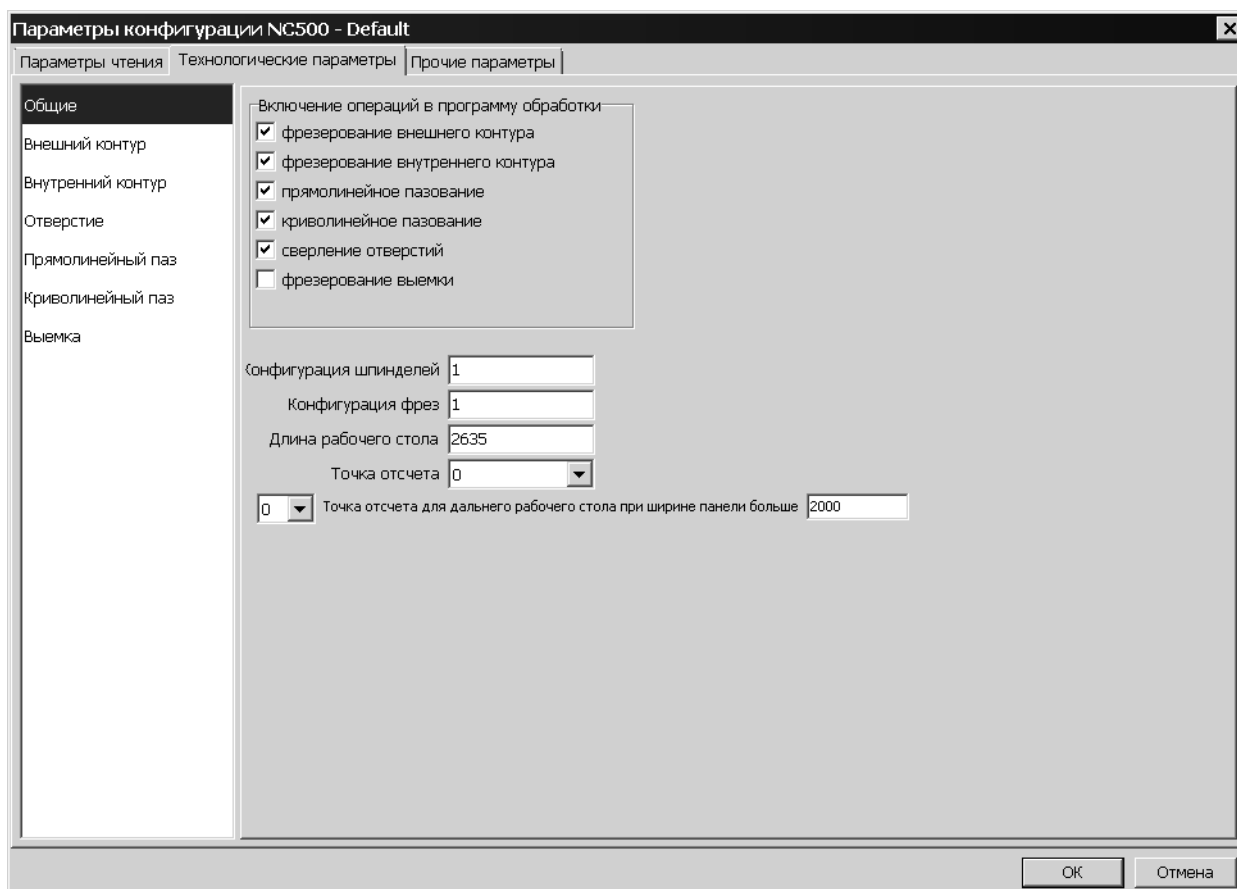 Параметры конфигурации NC500 - Default
Параметры чтения Технологические параметры Прочие параметры
Общие
Внешний контур
Внутренний контур
Отверстие
Прямолинейный паз
Криволинейный паз
Выемка
Включение операций в программу обработки
фрезерование внешнего контура
фрезерование внутреннего контура
прямолинейное пазование
криволинейное пазование
сверление отверстий
фрезерование выемки
Конфигурация шпинделей 1
Конфигурация фрез 1
Длина рабочего стола 2635
Точка отсчета 0
0 Точка отсчета для дальнего рабочего стола при ширине панели больше 2000
ОК Отмена